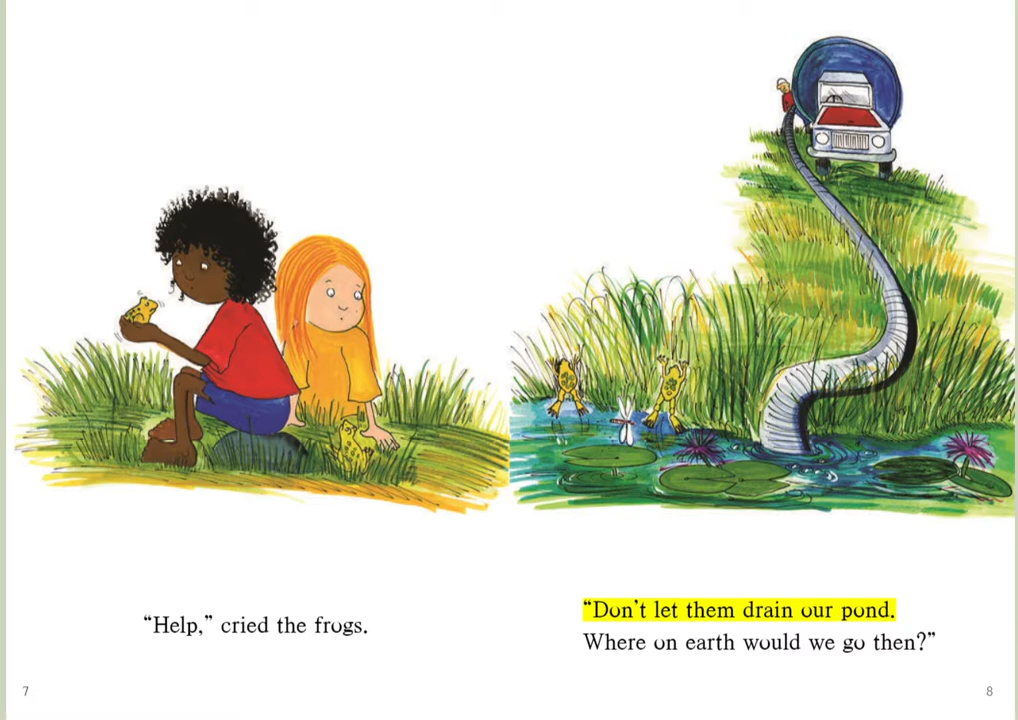 “Help,” cried the frogs.
“Don’t let them drain our pond.
Where on earth would we go then?”
7
8